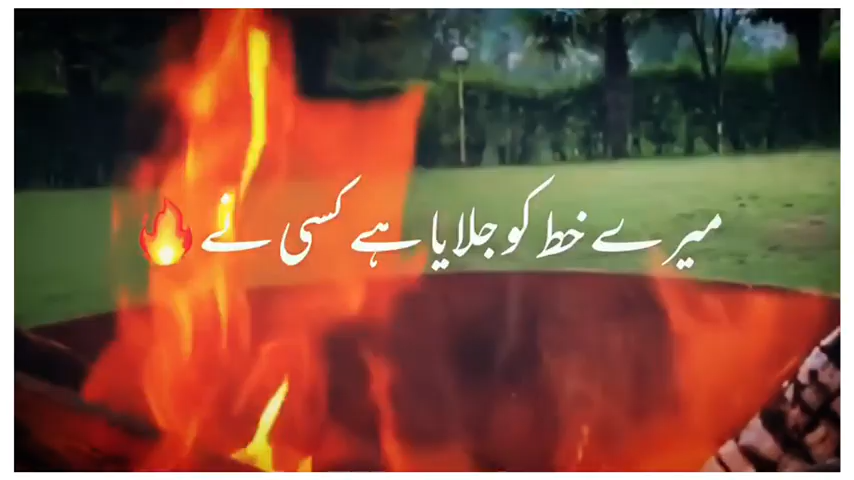 میرے خط کو جلایا ہے کسی نے 🔥